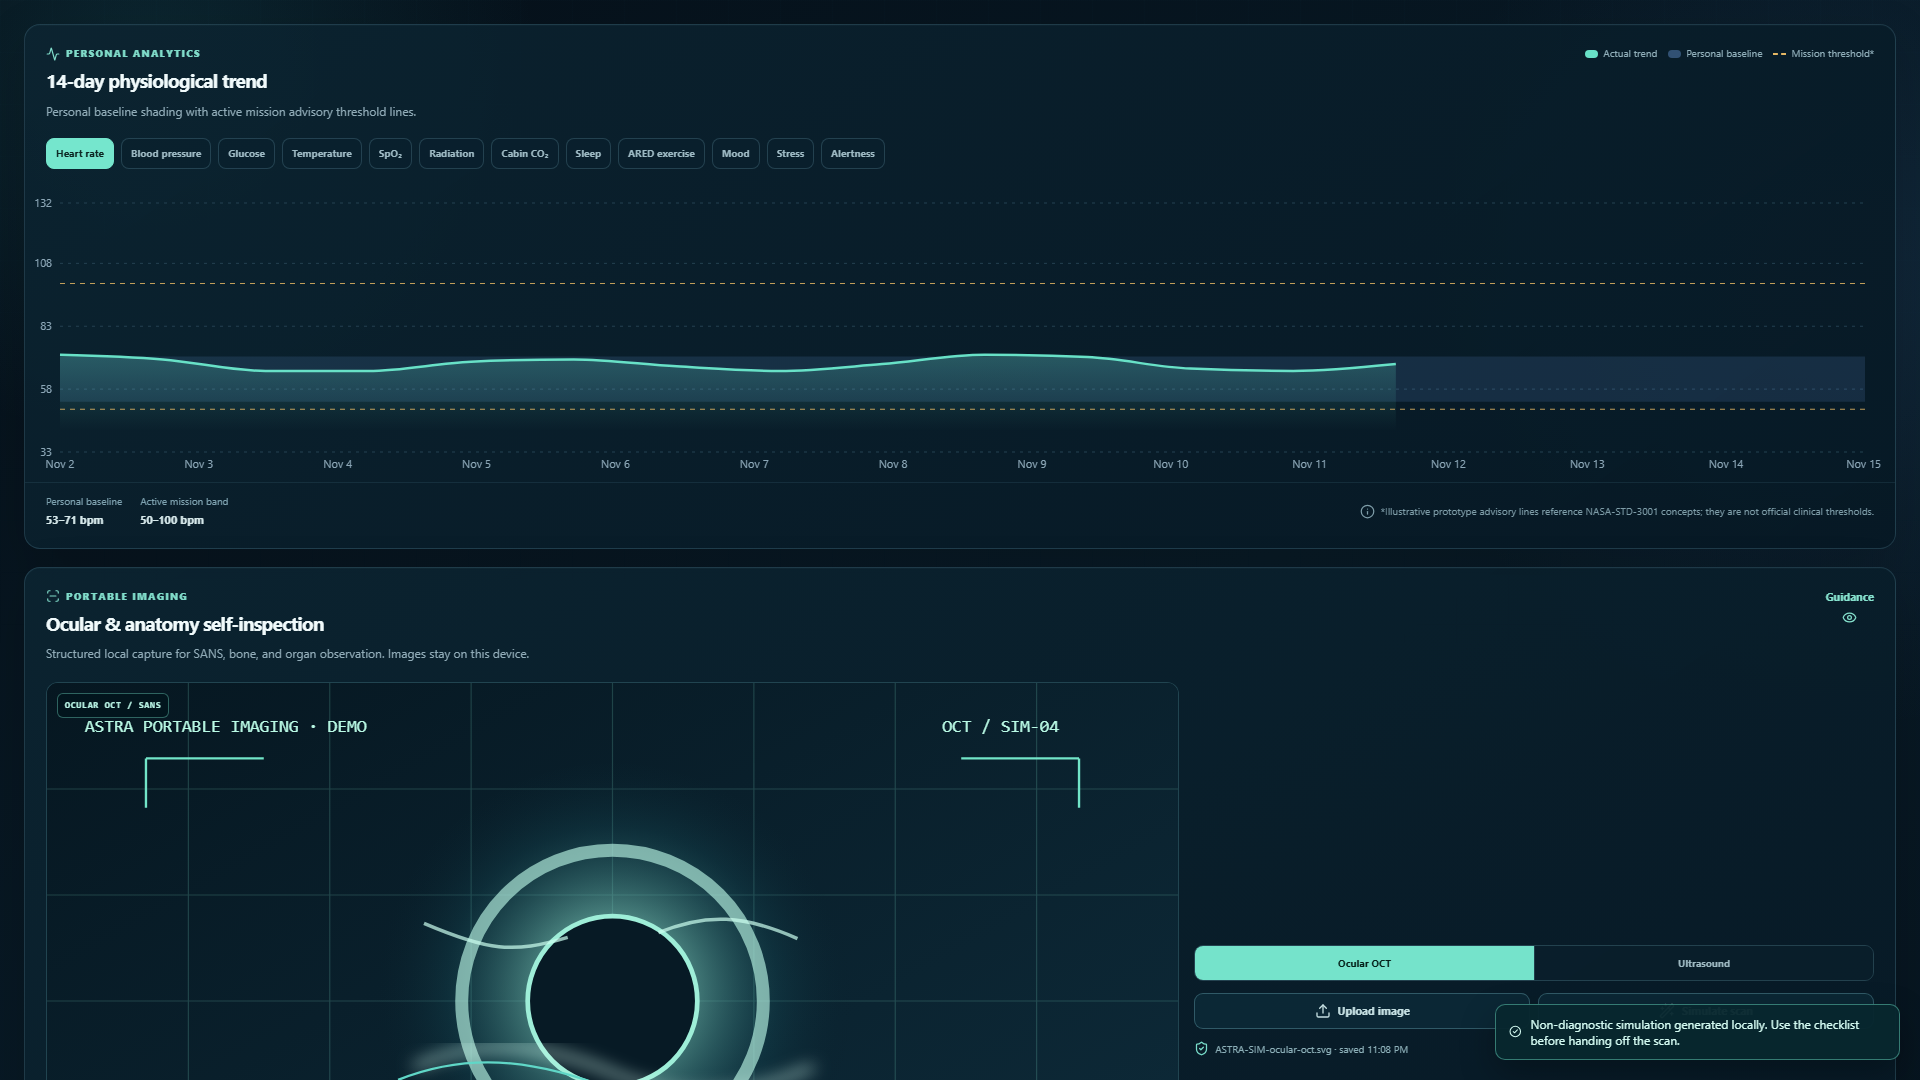 PERSONAL ANALYTICS
Actual trend
Personal baseline
Mission threshold*
14-day physiological trend
Personal baseline shading with active mission advisory threshold lines.
Heart rate
Blood pressure
Glucose
Temperature
SpO₂
Radiation
Cabin CO₂
Sleep
ARED exercise
Mood
Stress
Alertness
132
108
83
58
33
Nov 2
Nov 3
Nov 4
Nov 5
Nov 6
Nov 7
Nov 8
Nov 9
Nov 10
Nov 11
Nov 12
Nov 13
Nov 14
Nov 15
Personal baseline
53–71 bpm
Active mission band
50–100 bpm
*Illustrative prototype advisory lines reference NASA-STD-3001 concepts; they are not official clinical thresholds.
PORTABLE IMAGING
Guidance
Ocular & anatomy self-inspection
Structured local capture for SANS, bone, and organ observation. Images stay on this device.
OCULAR OCT / SANS
ASTRA PORTABLE IMAGING · DEMO
OCT / SIM-04
Ocular OCT
Ultrasound
Upload image
Non-diagnostic simulation generated locally. Use the checklist
before handing off the scan.
ASTRA-SIM-ocular-oct.svg · saved 11:08 PM